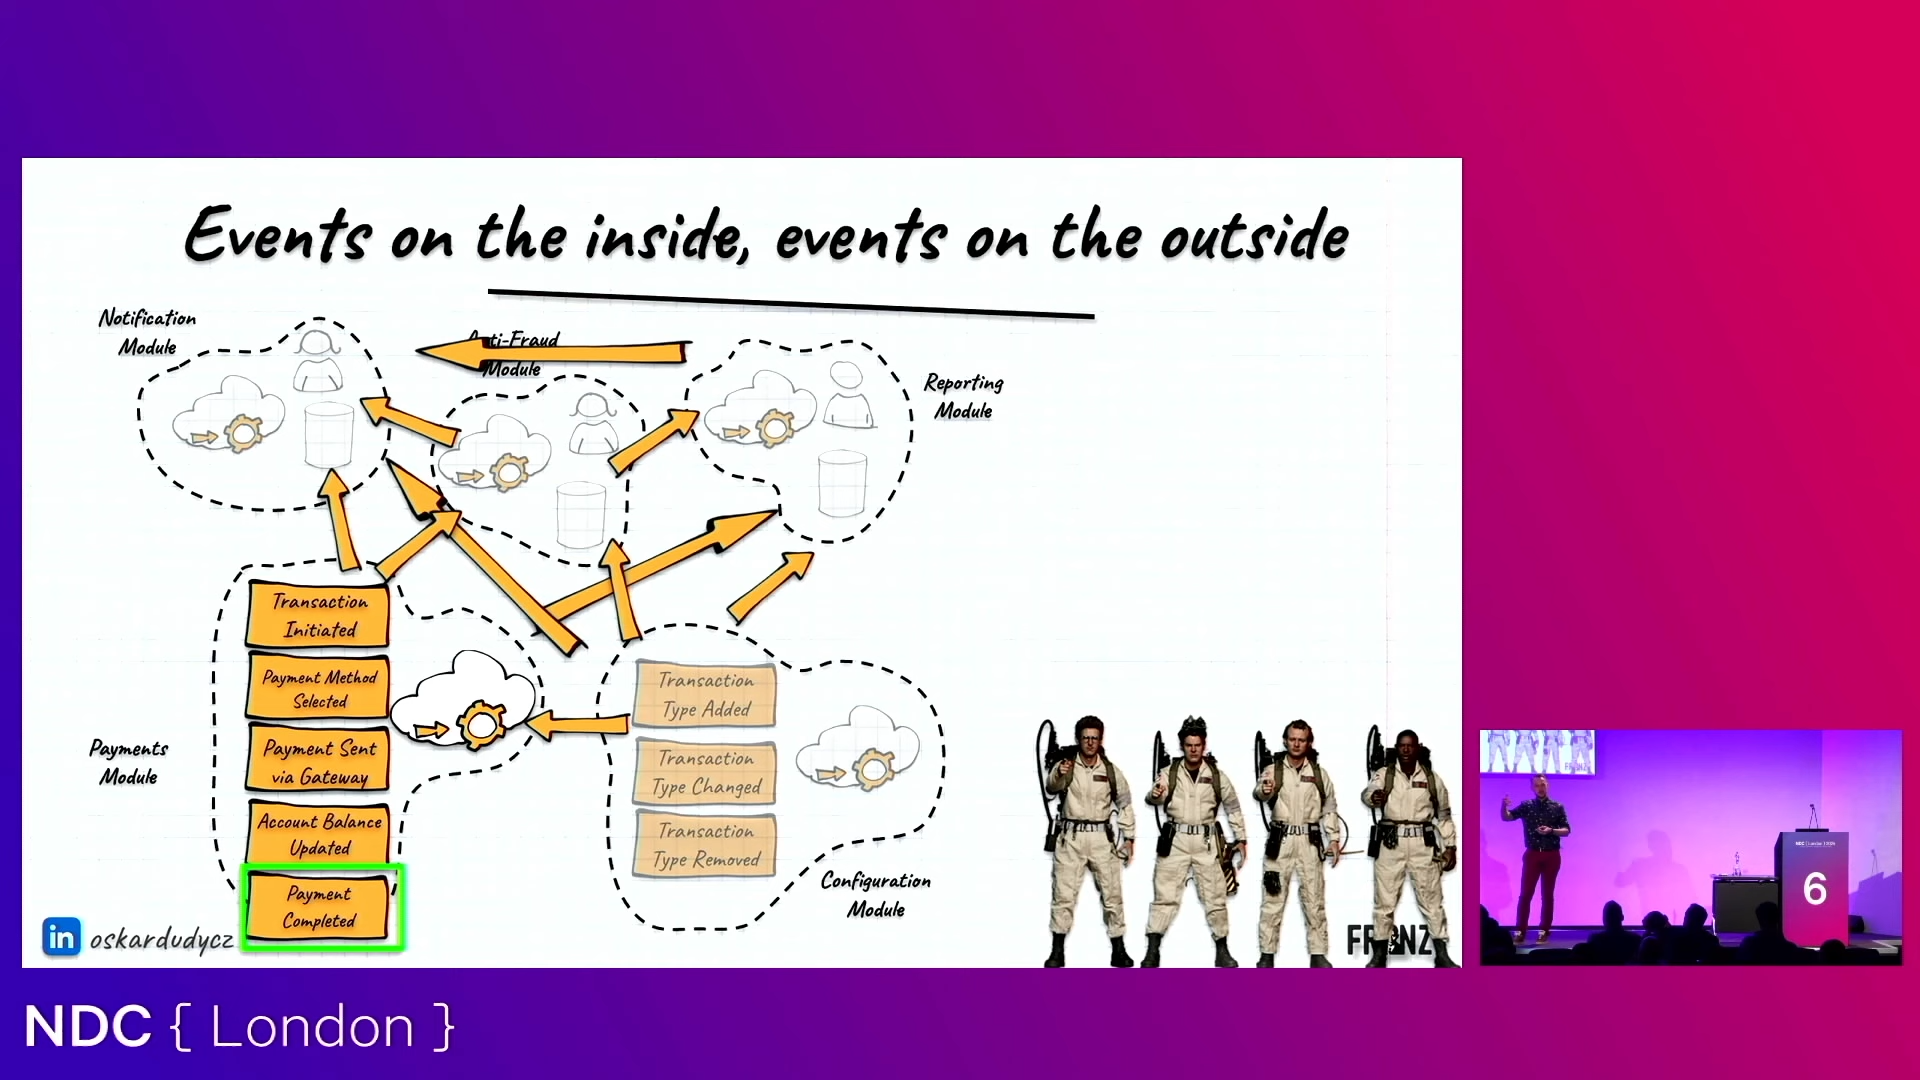 Events on the inside, events on the outside
Notification
Module
Module
Reporting
Module
Transaction
Initiated
Payment Method
Selected
Payment Sent
via Gateway
Account Balance
Updated
Payment
Completed
Payments
Module
Transaction
Type Added
Transaction
Type Changed
Transaction
Type Removed
Configuration
Module
in oskardudycz
6
NDC { London }